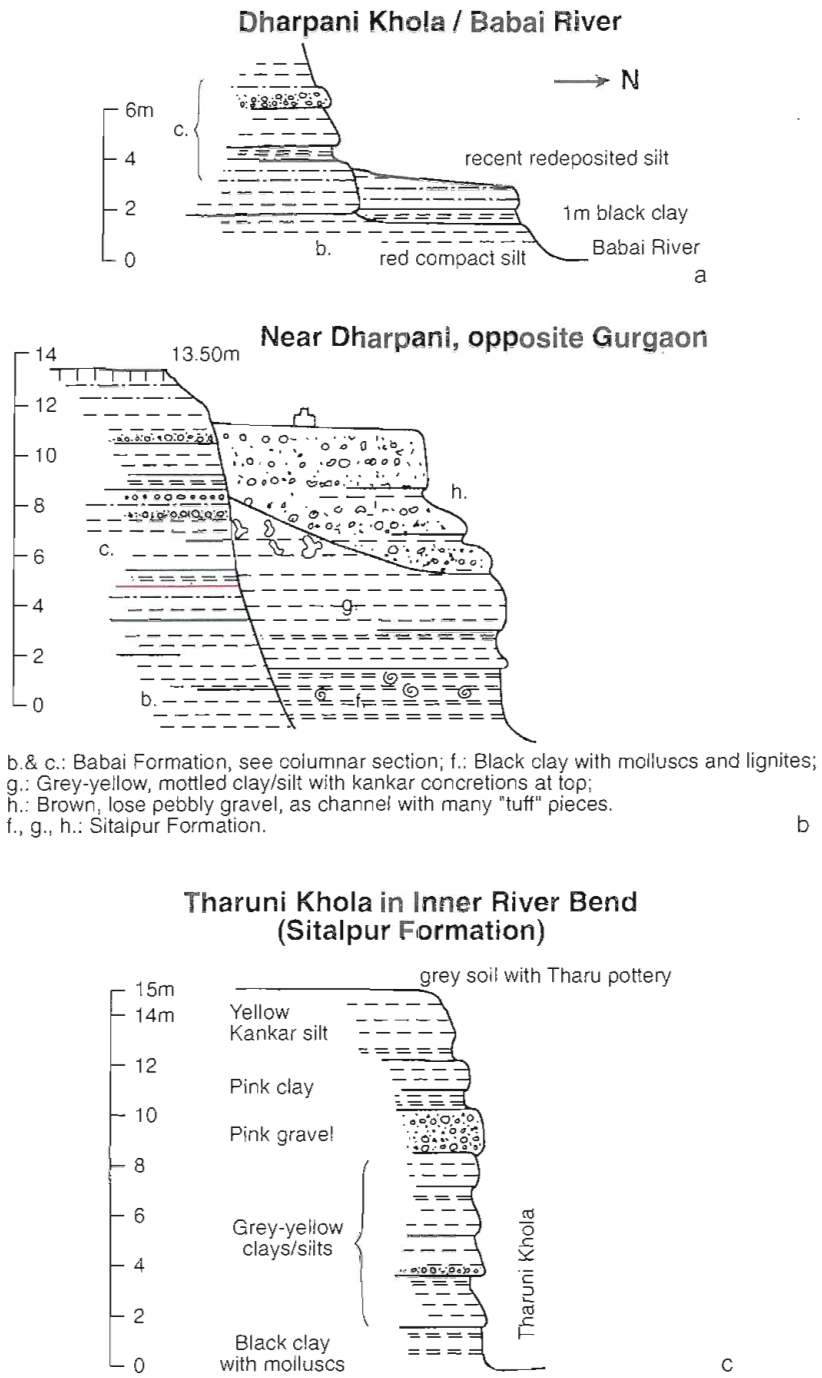 Dharpani Khola / Babai River
N
6m
c.
4
recent redeposited silt
2
1m black clay
b.
Babai River
0
red compact silt
a
Near Dharpani, opposite Gurgaon
14
13.50m
12
10
h.
8
c.
6
g.
4
2
b.
f.
0
b.& c.: Babai Formation, see columnar section; f.: Black clay with molluscs and lignites;
g.: Grey-yellow, mottled clay/silt with kankar concretions at top;
h.: Brown, lose pebbly gravel, as channel with many "tuff" pieces.
f., g., h.: Sitalpur Formation.
b
Tharuni Khola in Inner River Bend
(Sitalpur Formation)
grey soil with Tharu pottery
15m
14m
Yellow
Kankar silt
12
Pink clay
10
Pink gravel
8
6
Grey-yellow
clays/silts
4
2
Tharuni Khola
Black clay
with molluscs
0
c